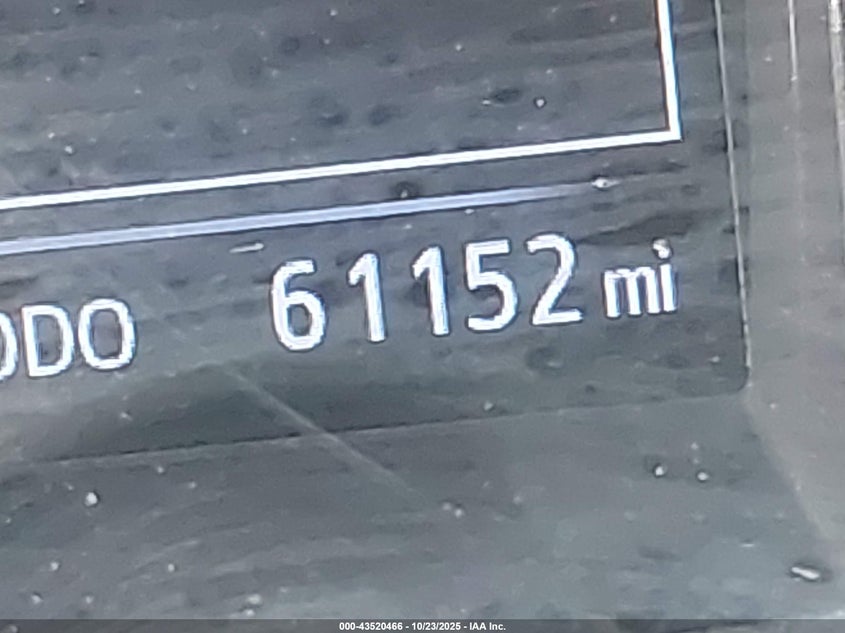 ODO 61152 mi
000-43520466 - 10/23/2025 - IAA Inc.